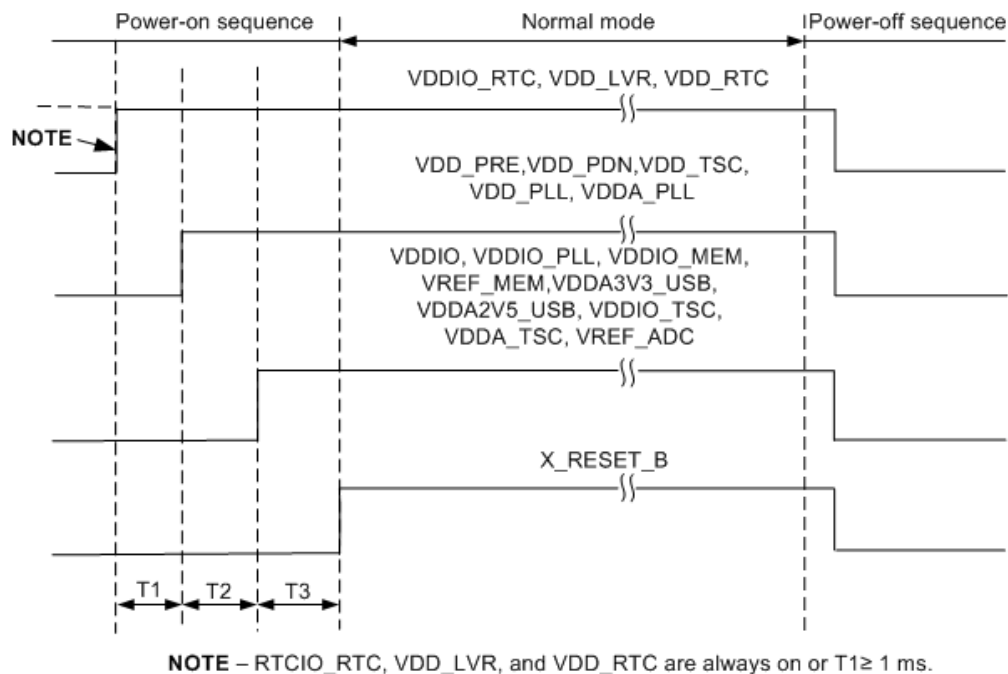 Power-on sequence
Normal mode
Power-off sequence
VDDIO_RTC, VDD_LVR, VDD_RTC
NOTE
VDD_PRE,VDD_PDN,VDD_TSC,
VDD_PLL, VDDA_PLL
VDDIO, VDDIO_PLL, VDDIO_MEM,
VREF_MEM,VDDA3V3_USB,
VDDA2V5_USB, VDDIO_TSC,
VDDA_TSC, VREF_ADC
X_RESET_B
T1
T2
T3
NOTE – RTCIO_RTC, VDD_LVR, and VDD_RTC are always on or T1≥ 1 ms.